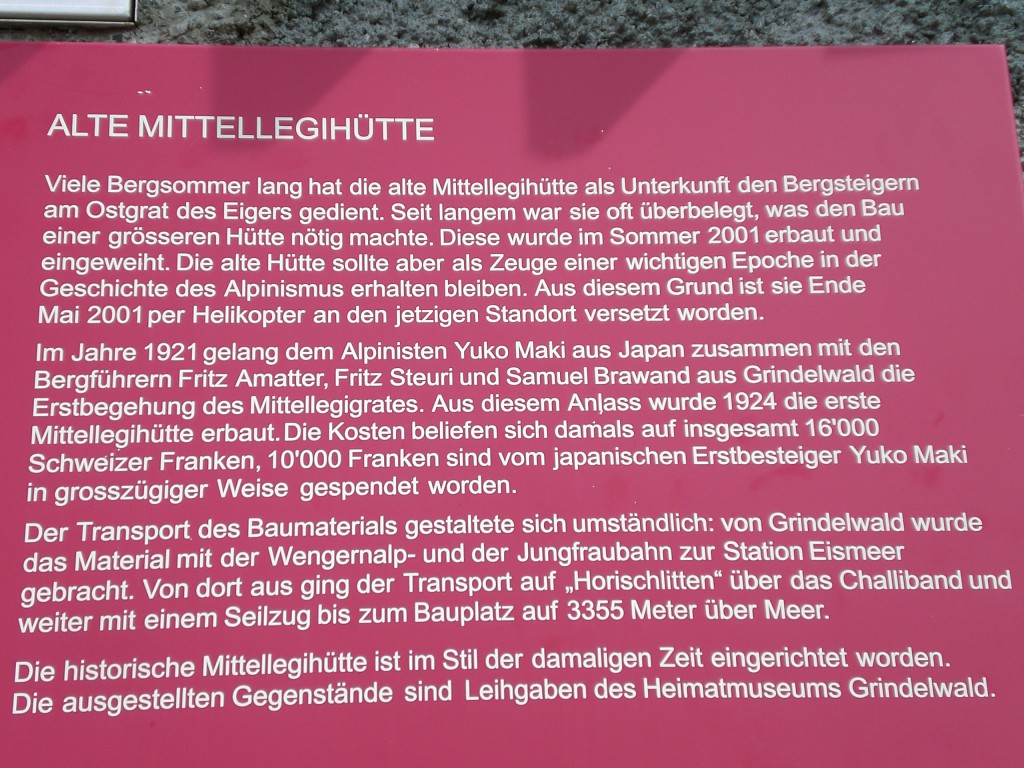 ALTE MITTELLEGIHÜTTE
Viele Bergsommer lang hat die alte Mittellegihütte als Unterkunft den Bergsteigern
am Ostgrat des Eigers gedient. Seit langem war sie oft überbelegt, was den Bau
einer grösseren Hütte nötig machte. Diese wurde im Sommer 2001 erbaut und
eingeweiht. Die alte Hütte sollte aber als Zeuge einer wichtigen Epoche in der
Geschichte des Alpinismus erhalten bleiben. Aus diesem Grund ist sie Ende
Mai 2001 per Helikopter an den jetzigen Standort versetzt worden.
Im Jahre 1921 gelang dem Alpinisten Yuko Maki aus Japan zusammen mit den
Bergführern Fritz Amatter, Fritz Steuri und Samuel Brawand aus Grindelwald die
Erstbegehung des Mittellegigrates. Aus diesem Anlass wurde 1924 die erste
Mittellegihütte erbaut. Die Kosten beliefen sich damals auf insgesamt 16'000
Schweizer Franken, 10'000 Franken sind vom japanischen Erstbesteiger Yuko Maki
in grosszügiger Weise gespendet worden.
Der Transport des Baumaterials gestaltete sich umständlich: von Grindelwald wurde
das Material mit der Wengernalp- und der Jungfraubahn zur Station Eismeer
gebracht. Von dort aus ging der Transport auf „Horischlitten“ über das Challiband und
weiter mit einem Seilzug bis zum Bauplatz auf 3355 Meter über Meer.
Die historische Mittellegihütte ist im Stil der damaligen Zeit eingerichtet worden.
Die ausgestellten Gegenstände sind Leihgaben des Heimatmuseums Grindelwald.